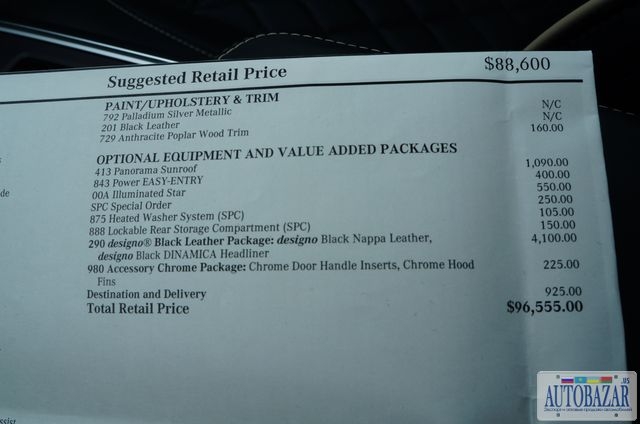 Suggested Retail Price $88,600
PAINT/UPHOLSTERY & TRIM
792 Palladium Silver Metallic N/C
201 Black Leather N/C
729 Anthracite Poplar Wood Trim 160.00
OPTIONAL EQUIPMENT AND VALUE ADDED PACKAGES
413 Panorama Sunroof 1,090.00
843 Power EASY-ENTRY 400.00
00A Illuminated Star 550.00
SPC Special Order 250.00
875 Heated Washer System (SPC) 105.00
888 Lockable Rear Storage Compartment (SPC) 150.00
290 designo® Black Leather Package: designo Black Nappa Leather, 4,100.00
designo Black DINAMICA Headliner
980 Accessory Chrome Package: Chrome Door Handle Inserts, Chrome Hood 225.00
Fins
Destination and Delivery 925.00
Total Retail Price $96,555.00
de
ssist
AUTOBAZAR.us